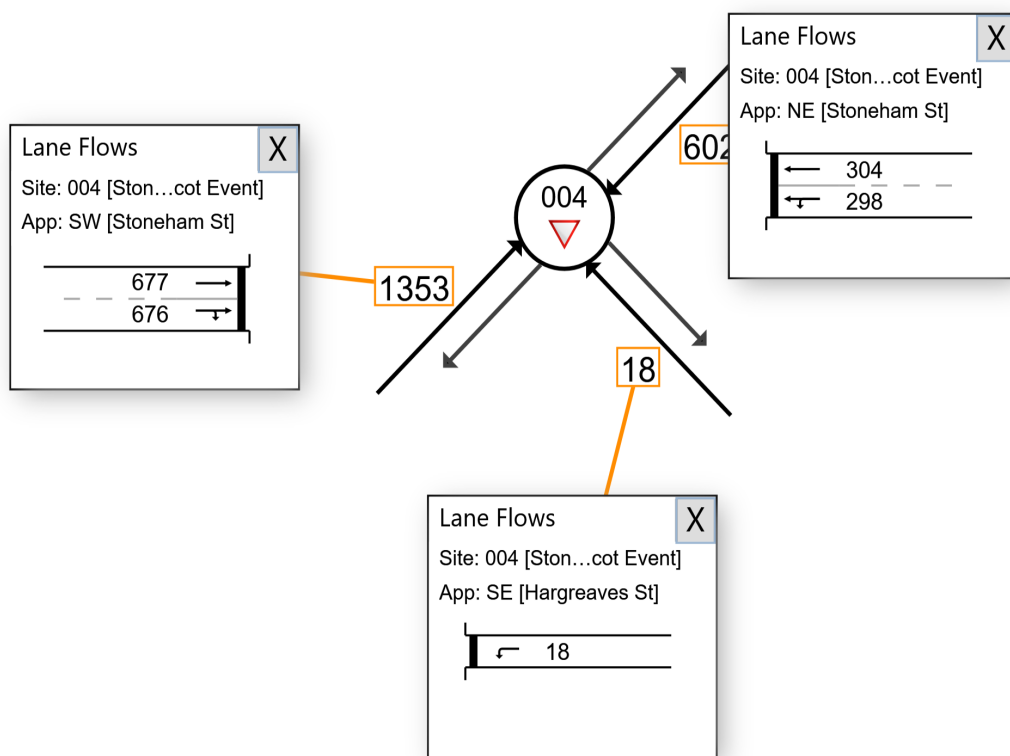 Lane Flows
X
Site: 004 [Ston...cot Event]
App: SW [Stoneham St]
677
676
1353
004
602
Lane Flows
X
Site: 004 [Ston...cot Event]
App: NE [Stoneham St]
304
298
18
Lane Flows
X
Site: 004 [Ston...cot Event]
App: SE [Hargreaves St]
18